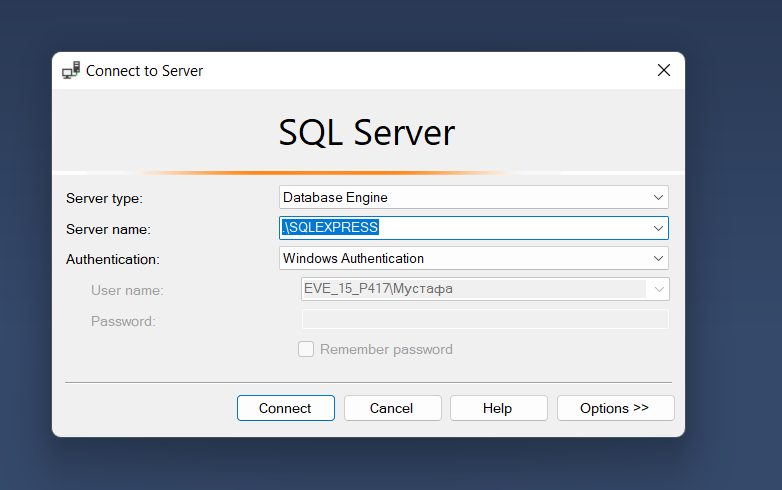 Connect to Server
SQL Server
Server type: Database Engine
Server name: .\SQLEXPRESS
Authentication: Windows Authentication
User name: EVE_15_P417\Мустафа
Password:
Remember password
Connect Cancel Help Options >>